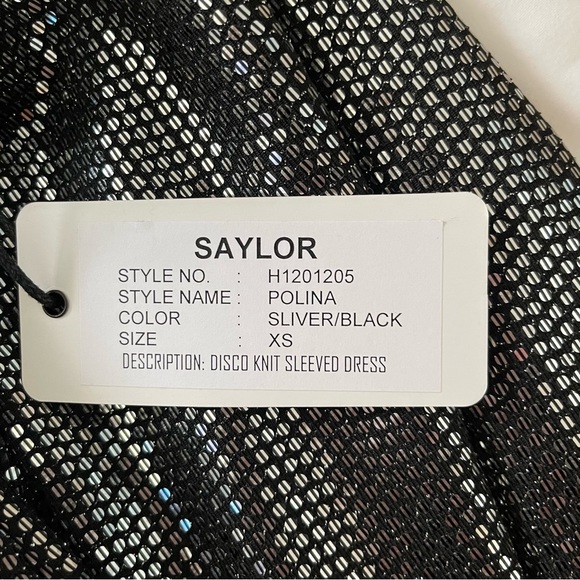 SAYLOR
STYLE NO. : H1201205
STYLE NAME : POLINA
COLOR : SLIVER/BLACK
SIZE : XS
DESCRIPTION: DISCO KNIT SLEEVED DRESS